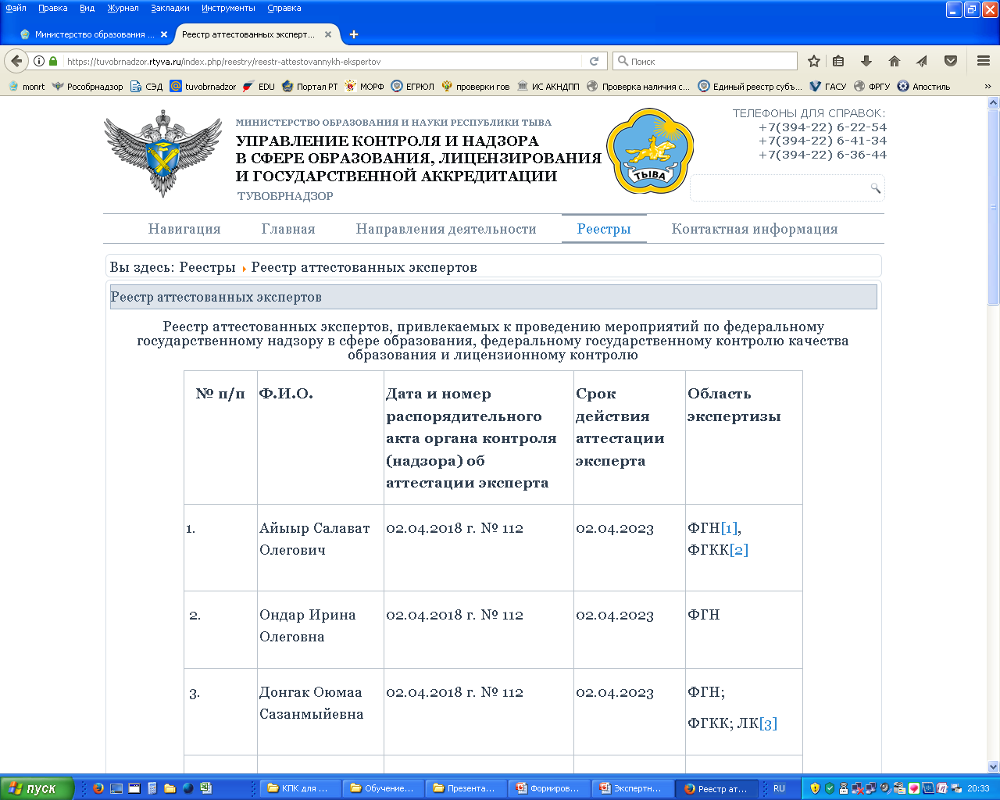 Файл Правка Вид Журнал Закладки Инструменты Справка
Министерство образования ... Реестр аттестованных эксперт...
https://tuvobrnadzor.rtyva.ru/index.php/reestry/reestr-attestovannykh-ekspertov Поиск
monrt Рособрнадзор СЭД tuvobrnadzor EDU Портал РТ МОРФ ЕГРЮЛ проверки гов ИС АКНДПП Проверка наличия с... Единый реестр субъ... ГАСУ ФРГУ Апостиль
МИНИСТЕРСТВО ОБРАЗОВАНИЯ И НАУКИ РЕСПУБЛИКИ ТЫВА
УПРАВЛЕНИЕ КОНТРОЛЯ И НАДЗОРА
В СФЕРЕ ОБРАЗОВАНИЯ, ЛИЦЕНЗИРОВАНИЯ
И ГОСУДАРСТВЕННОЙ АККРЕДИТАЦИИ
ТУВОБРНАДЗОР
ТЫВА
ТЕЛЕФОНЫ ДЛЯ СПРАВОК:
+7(394-22) 6-22-54
+7(394-22) 6-41-34
+7(394-22) 6-36-44
Навигация Главная Направления деятельности Реестры Контактная информация
Вы здесь: Реестры Реестр аттестованных экспертов
Реестр аттестованных экспертов
Реестр аттестованных экспертов, привлекаемых к проведению мероприятий по федеральному
государственному надзору в сфере образования, федеральному государственному контролю качества
образования и лицензионному контролю
№ п/п
Ф.И.О.
Дата и номер
распорядительного
акта органа контроля
(надзора) об
аттестации эксперта
Срок
действия
аттестации
эксперта
Область
экспертизы
1.
Айыыр Салават
Олегович
02.04.2018 г. № 112
02.04.2023
ФГН[1],
ФГКК[2]
2.
Ондар Ирина
Олеговна
02.04.2018 г. № 112
02.04.2023
ФГН
3.
Донгак Оюмаа
Сазанмыйевна
02.04.2018 г. № 112
02.04.2023
ФГН;
ФГКК; ЛК[3]
пуск КПК для ... Обучение... Презента... Формиров... Экспертн... Реестр ат... RU 20:33